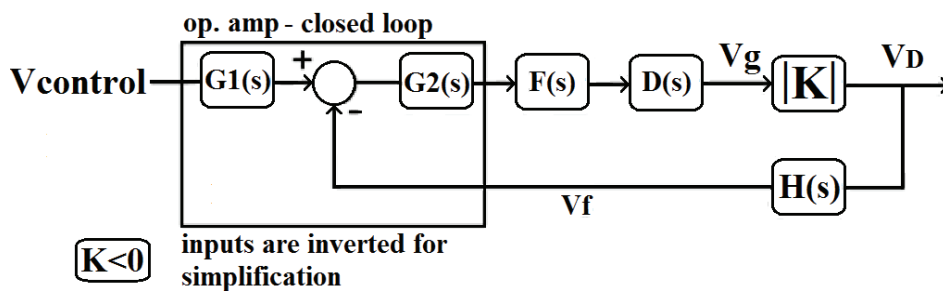 op. amp - closed loop
Vcontrol
G1(s)
+
-
G2(s)
F(s)
D(s)
Vg
|K|
VD
H(s)
Vf
K<0
inputs are inverted for
simplification